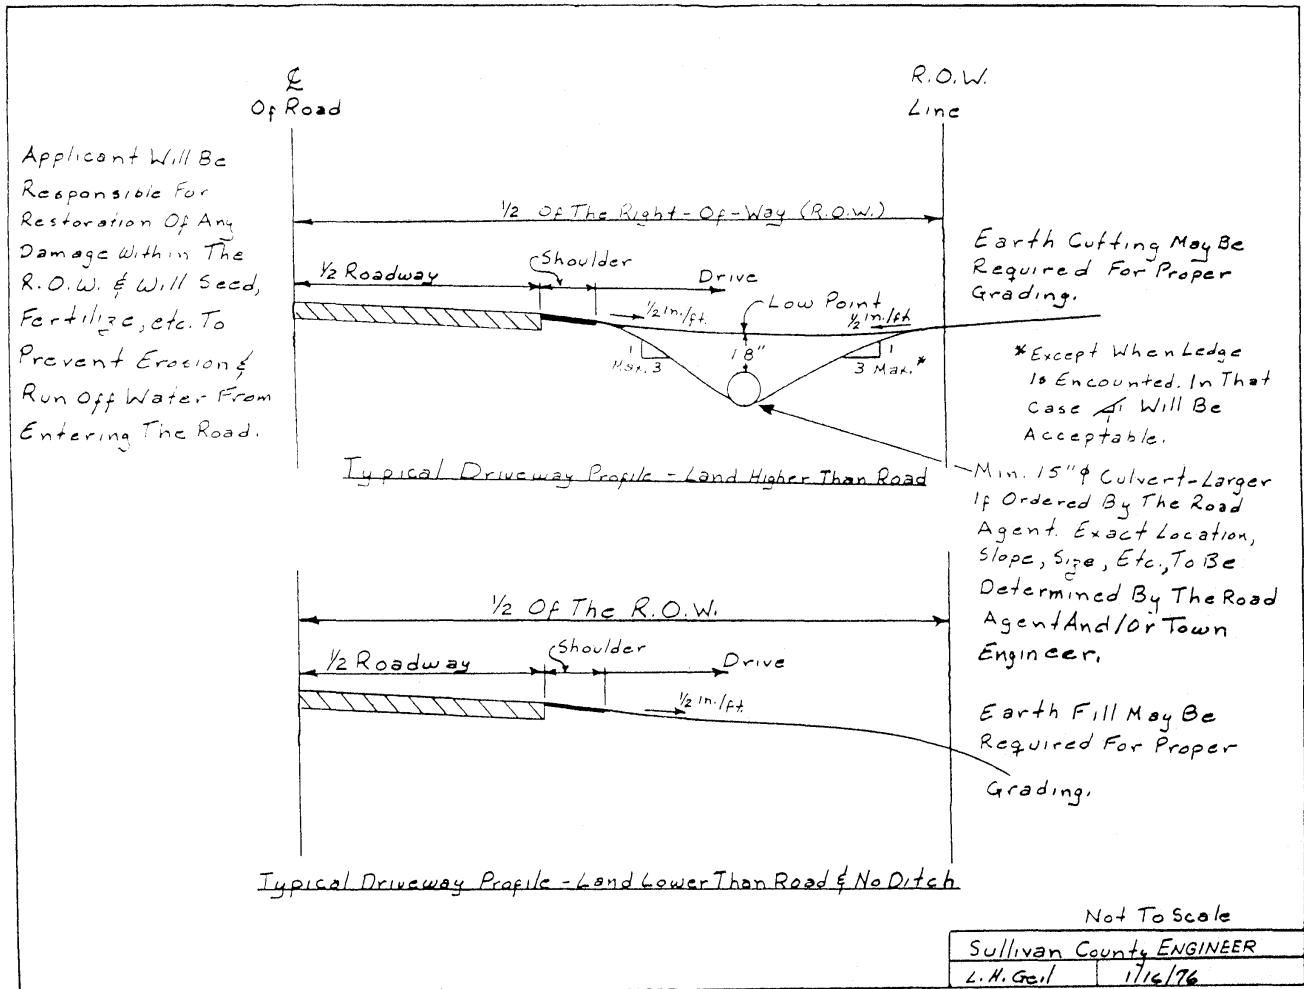 ℄
Of Road
R.O.W.
Line
Applicant Will Be
Responsible For
Restoration Of Any
Damage Within The
R.O.W. & Will Seed,
Fertilize, etc. To
Prevent Erosion &
Run Off Water From
Entering The Road.
1/2 Of The Right-Of-Way (R.O.W.)
1/2 Roadway
Shoulder
Drive
1/2 in./ft.
Low Point
1/2 in./ft.
18"
1
Max. 3
1
3 Max.*
Earth Cutting May Be
Required For Proper
Grading.
*Except When Ledge
Is Encounted. In That
Case 1 Will Be
Acceptable.
Typical Driveway Profile - Land Higher Than Road
Min. 15" ϕ Culvert-Larger
If Ordered By The Road
Agent. Exact Location,
Slope, Size, Etc., To Be
Determined By The Road
Agent And/Or Town
Engineer.
1/2 Of The R.O.W.
1/2 Roadway
Shoulder
Drive
1/2 in./ft.
Earth Fill May Be
Required For Proper
Grading.
Typical Driveway Profile - Land Lower Than Road & No Ditch
Not To Scale
Sullivan County ENGINEER
L. H. Geil 1/16/76